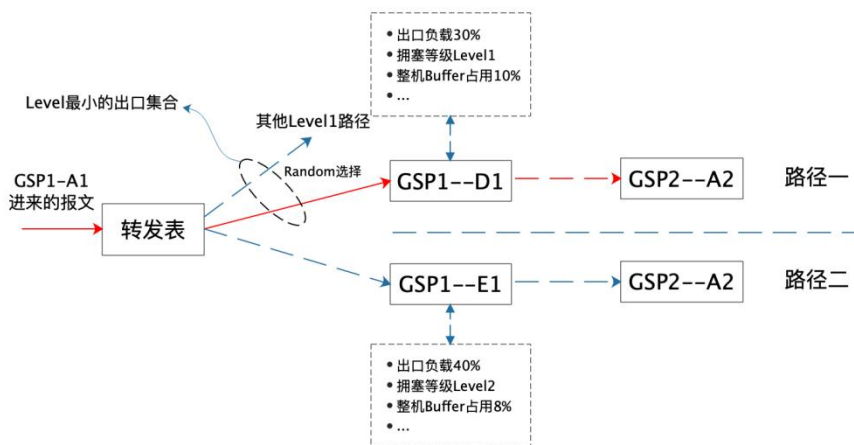 • 出口负载30%
• 拥塞等级Level1
• 整机Buffer占用10%
• ...
Level最小的出口集合
其他Level1路径
Random选择
GSP1-A1
进来的报文
转发表
GSP1--D1
GSP2--A2
路径一
GSP1--E1
GSP2--A2
路径二
• 出口负载40%
• 拥塞等级Level2
• 整机Buffer占用8%
• ...